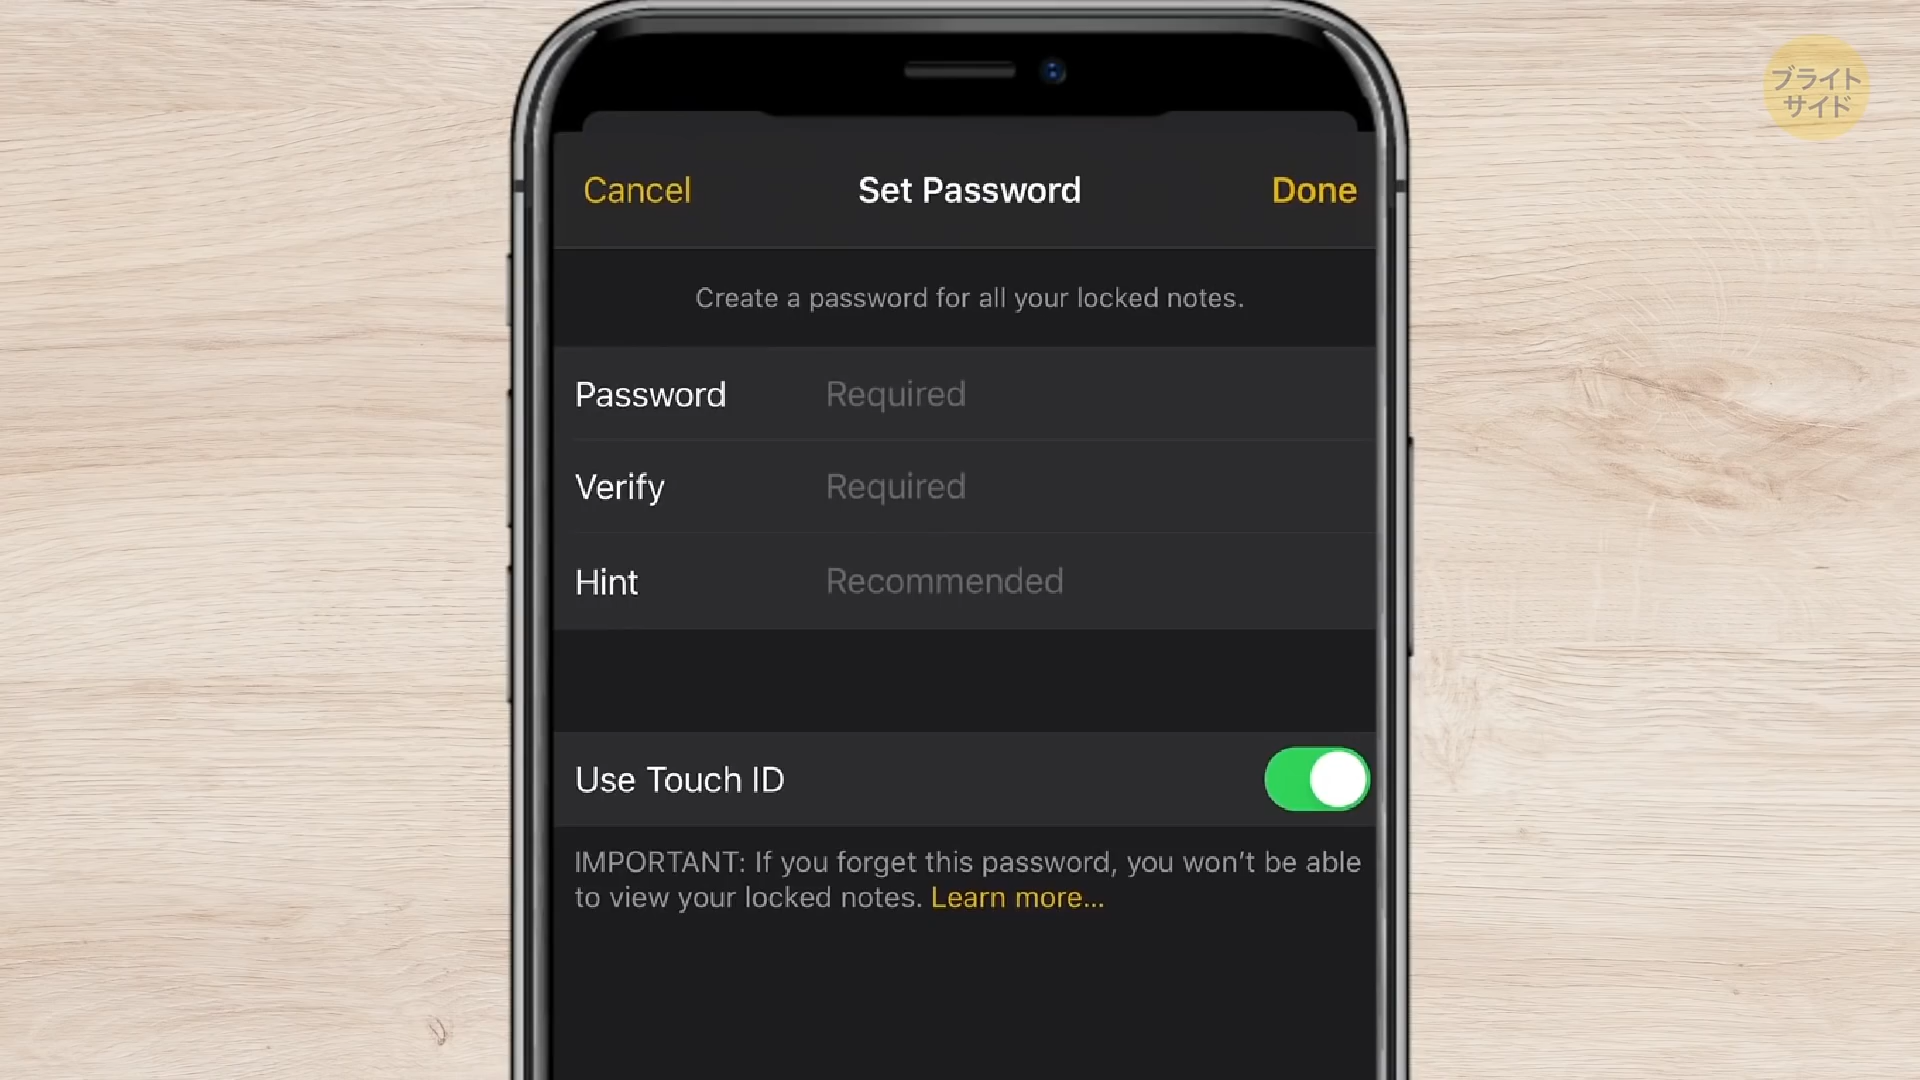 ブライト
サイド
Cancel
Set Password
Done
Create a password for all your locked notes.
Password
Required
Verify
Required
Hint
Recommended
Use Touch ID
IMPORTANT: If you forget this password, you won't be able
to view your locked notes. Learn more...